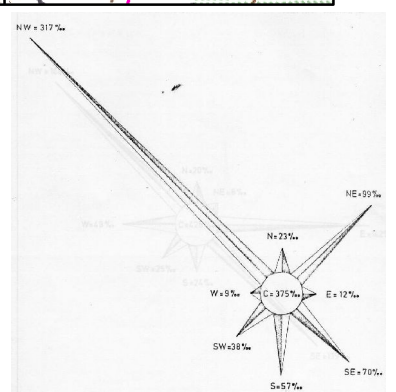 NW = 317‰
NE=99‰
N=23‰
W=9‰ C=375‰ E=12‰
SW=38‰
SE=70‰
S=57‰